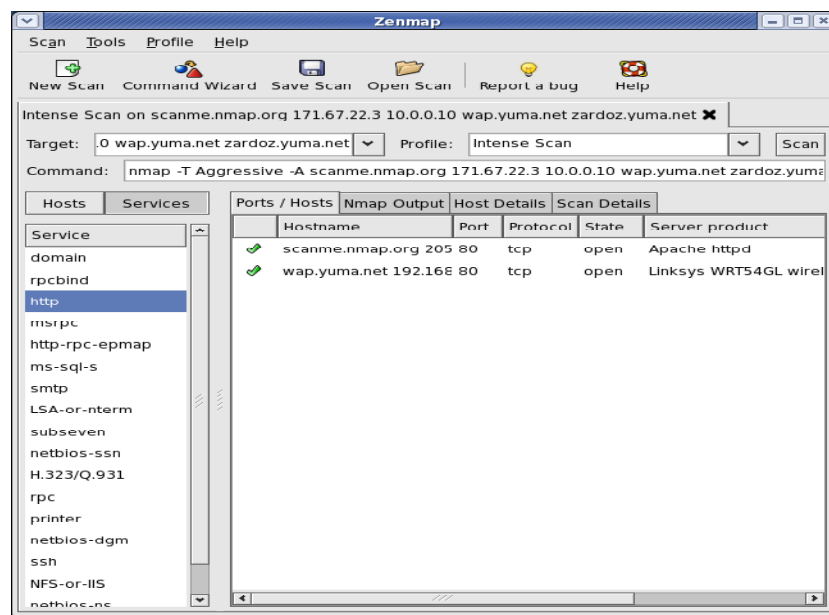 Zenmap
Scan Tools Profile Help
New Scan Command Wizard Save Scan Open Scan Report a bug Help
Intense Scan on scanme.nmap.org 171.67.22.3 10.0.0.10 wap.yuma.net zardoz.yuma.net
Target: .0 wap.yuma.net zardoz.yuma.net Profile: Intense Scan Scan
Command: nmap -T Aggressive -A scanme.nmap.org 171.67.22.3 10.0.0.10 wap.yuma.net zardoz.yuma
Hosts Services Ports / Hosts Nmap Output Host Details Scan Details
Hostname Port Protocol State Server product
scanme.nmap.org 205 80 tcp open Apache httpd
wap.yuma.net 192.168 80 tcp open Linksys WRT54GL wirel
Service
domain
rpcbind
http
msrpc
http-rpc-epmap
ms-sql-s
smtp
LSA-or-nterm
subseven
netbios-ssn
H.323/Q.931
rpc
printer
netbios-dgm
ssh
NFS-or-IIS
netbios-ns